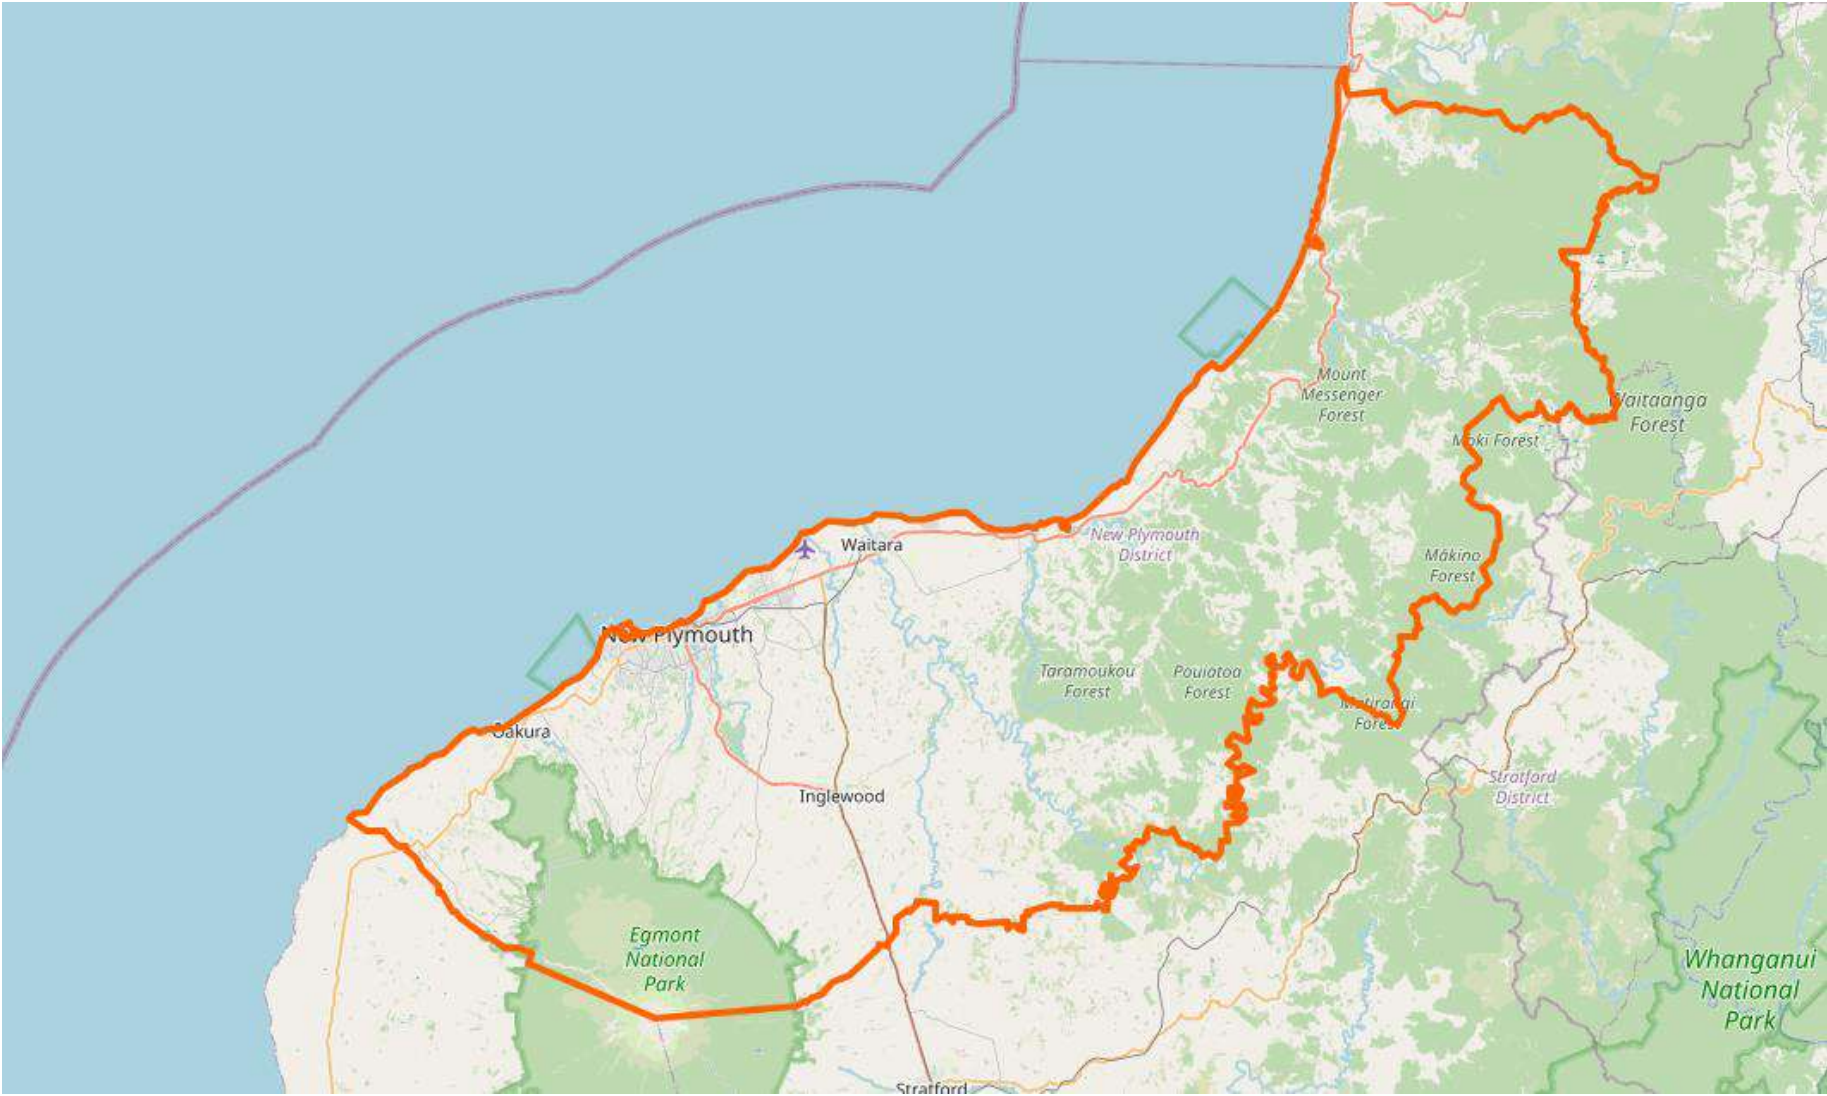 Mount
Messenger
Forest
Waitaanga
Forest
Moki Forest
New Plymouth
District
Waitara
Mākino
Forest
New Plymouth
Taramoukou
Forest
Pouiatoa
Forest
Matirangi
Forest
Oakura
Stratford
District
Inglewood
Egmont
National
Park
Whanganui
National
Park
Stratford